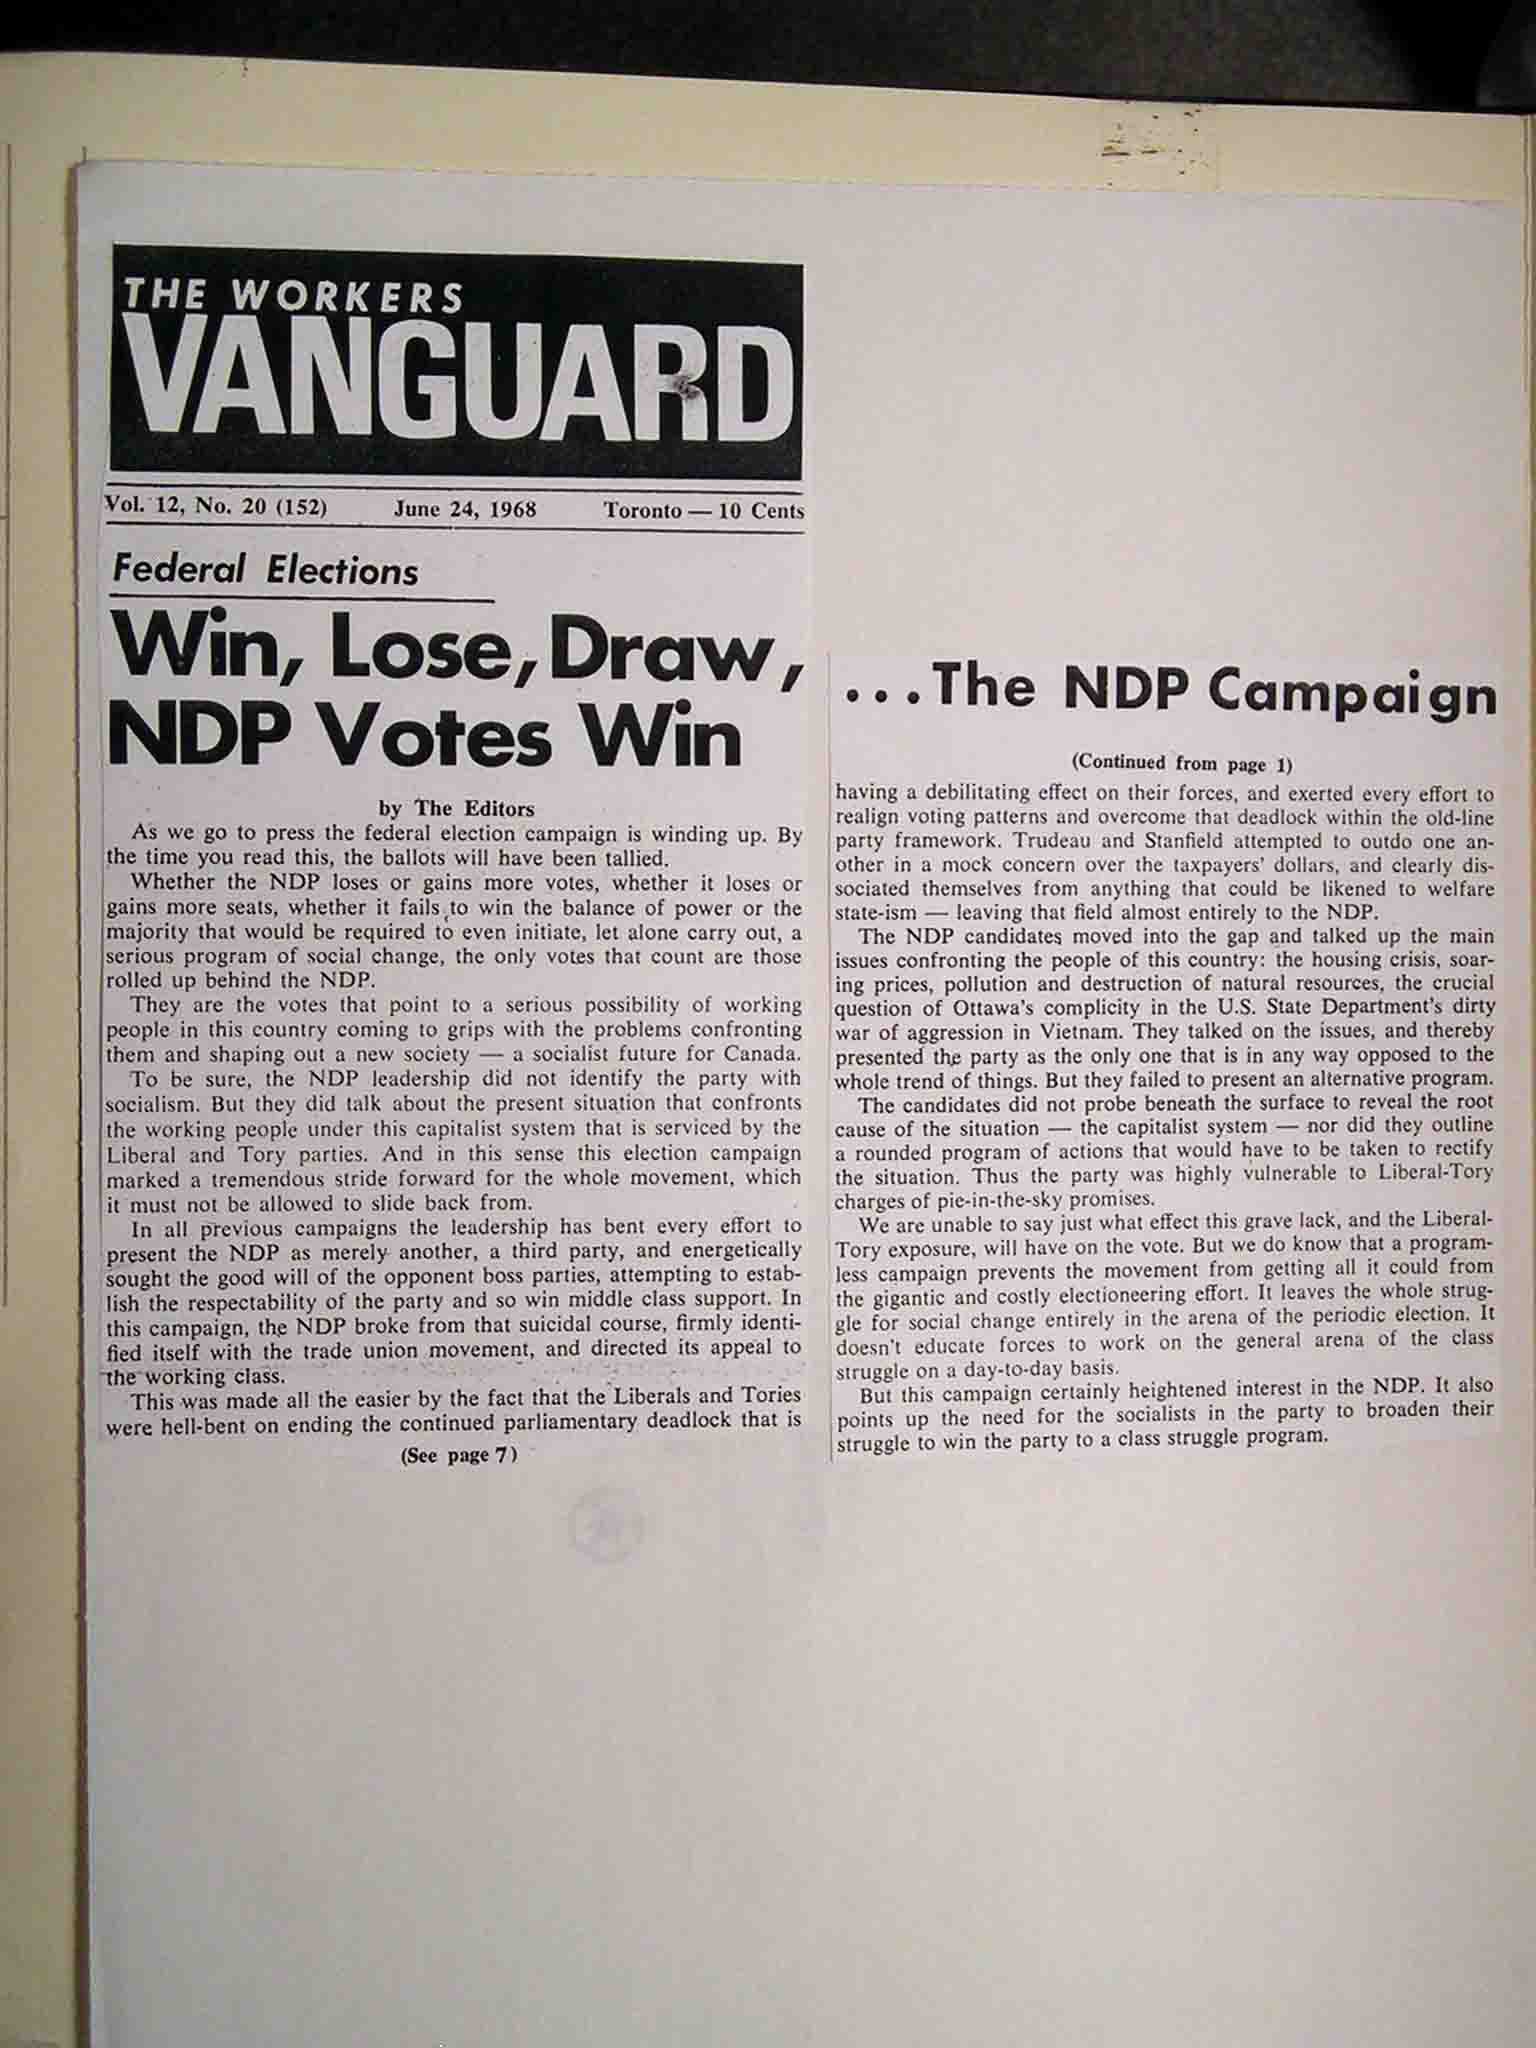 THE WORKERS
VANGUARD
Vol. 12, No. 20 (152) June 24, 1968 Toronto — 10 Cents
Federal Elections
Win, Lose, Draw,
NDP Votes Win
by The Editors
As we go to press the federal election campaign is winding up. By
the time you read this, the ballots will have been tallied.
Whether the NDP loses or gains more votes, whether it loses or
gains more seats, whether it fails to win the balance of power or the
majority that would be required to even initiate, let alone carry out, a
serious program of social change, the only votes that count are those
rolled up behind the NDP.
They are the votes that point to a serious possibility of working
people in this country coming to grips with the problems confronting
them and shaping out a new society — a socialist future for Canada.
To be sure, the NDP leadership did not identify the party with
socialism. But they did talk about the present situation that confronts
the working people under this capitalist system that is serviced by the
Liberal and Tory parties. And in this sense this election campaign
marked a tremendous stride forward for the whole movement, which
it must not be allowed to slide back from.
In all previous campaigns the leadership has bent every effort to
present the NDP as merely another, a third party, and energetically
sought the good will of the opponent boss parties, attempting to estab-
lish the respectability of the party and so win middle class support. In
this campaign, the NDP broke from that suicidal course, firmly identi-
fied itself with the trade union movement, and directed its appeal to
the working class.
This was made all the easier by the fact that the Liberals and Tories
were hell-bent on ending the continued parliamentary deadlock that is
(See page 7)
...The NDP Campaign
(Continued from page 1)
having a debilitating effect on their forces, and exerted every effort to
realign voting patterns and overcome that deadlock within the old-line
party framework. Trudeau and Stanfield attempted to outdo one an-
other in a mock concern over the taxpayers' dollars, and clearly dis-
sociated themselves from anything that could be likened to welfare
state-ism — leaving that field almost entirely to the NDP.
The NDP candidates moved into the gap and talked up the main
issues confronting the people of this country: the housing crisis, soar-
ing prices, pollution and destruction of natural resources, the crucial
question of Ottawa's complicity in the U.S. State Department's dirty
war of aggression in Vietnam. They talked on the issues, and thereby
presented the party as the only one that is in any way opposed to the
whole trend of things. But they failed to present an alternative program.
The candidates did not probe beneath the surface to reveal the root
cause of the situation — the capitalist system — nor did they outline
a rounded program of actions that would have to be taken to rectify
the situation. Thus the party was highly vulnerable to Liberal-Tory
charges of pie-in-the-sky promises.
We are unable to say just what effect this grave lack, and the Liberal-
Tory exposure, will have on the vote. But we do know that a program-
less campaign prevents the movement from getting all it could from
the gigantic and costly electioneering effort. It leaves the whole strug-
gle for social change entirely in the arena of the periodic election. It
doesn't educate forces to work on the general arena of the class
struggle on a day-to-day basis.
But this campaign certainly heightened interest in the NDP. It also
points up the need for the socialists in the party to broaden their
struggle to win the party to a class struggle program.